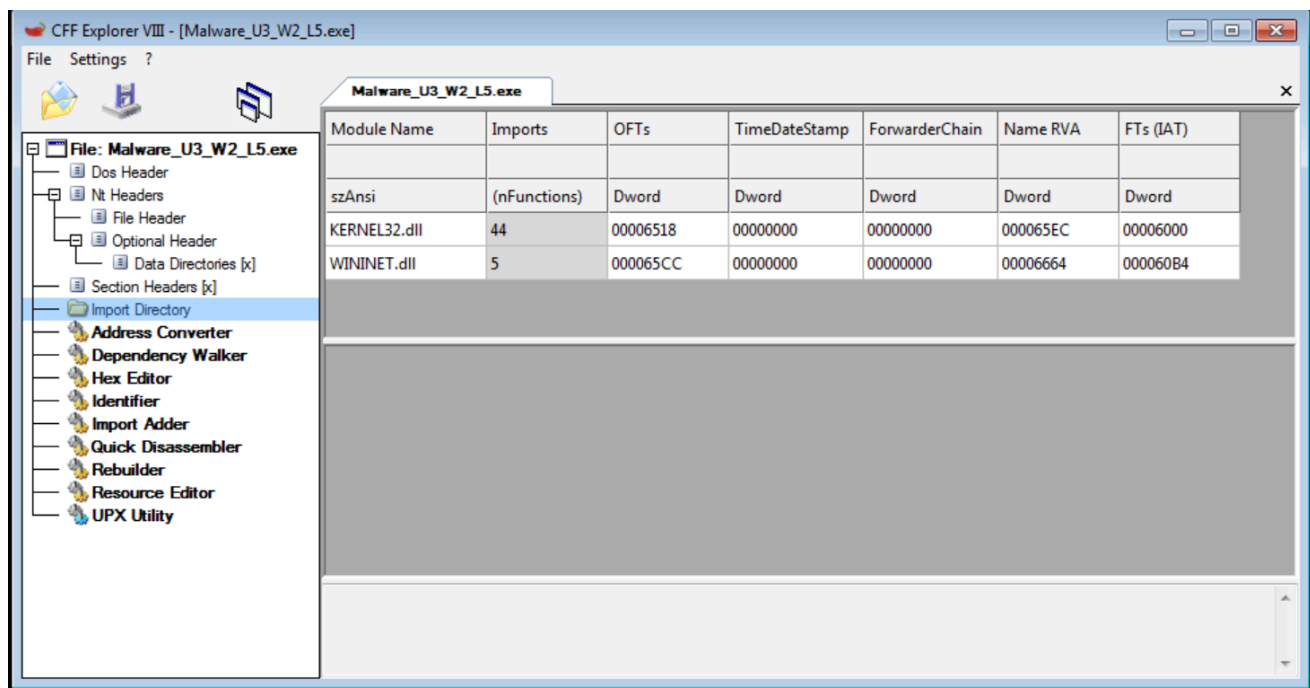 CFF Explorer VIII - [Malware_U3_W2_L5.exe]
File Settings ?
Malware_U3_W2_L5.exe
File: Malware_U3_W2_L5.exe
Dos Header
Nt Headers
File Header
Optional Header
Data Directories [x]
Section Headers [x]
Import Directory
Address Converter
Dependency Walker
Hex Editor
Identifier
Import Adder
Quick Disassembler
Rebuilder
Resource Editor
UPX Utility
Module Name Imports OFTs TimeDateStamp ForwarderChain Name RVA FTs (IAT)
szAnsi (nFunctions) Dword Dword Dword Dword Dword
KERNEL32.dll 44 00006518 00000000 00000000 000065EC 00006000
WININET.dll 5 000065CC 00000000 00000000 00006664 000060B4